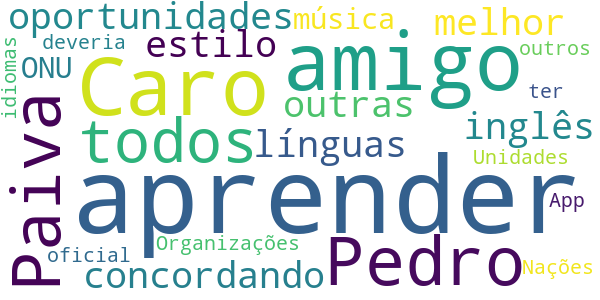 oportunidades música melhor
deveria estilo amigo outros
idiomas ONU Caro outras ter
Paiva todos línguas inglês
aprender Unidades
App
oficial Organizações Pedro Nações
concordando